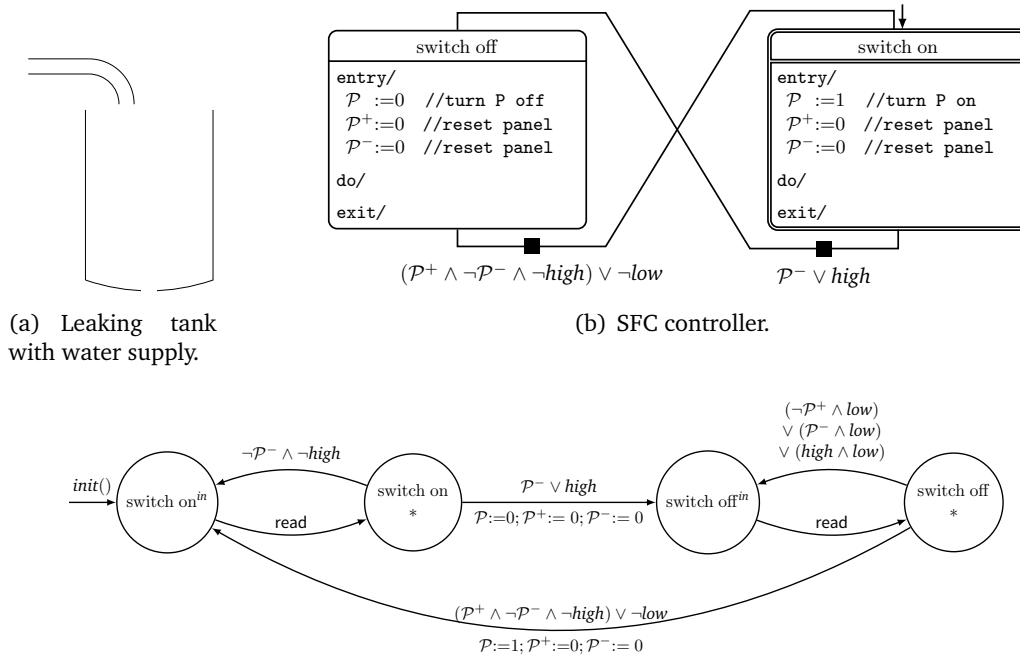 switch off
entry/
𝒫 :=0 //turn P off
𝒫⁺:=0 //reset panel
𝒫⁻:=0 //reset panel
do/
exit/
switch on
entry/
𝒫 :=1 //turn P on
𝒫⁺:=0 //reset panel
𝒫⁻:=0 //reset panel
do/
exit/
(𝒫⁺ ∧ ¬𝒫⁻ ∧ ¬high) ∨ ¬low
𝒫⁻ ∨ high
(a) Leaking tank
with water supply.
(b) SFC controller.
init()
switch onⁱⁿ
¬𝒫⁻ ∧ ¬high
read
switch on
*
𝒫⁻ ∨ high
𝒫:=0; 𝒫⁺:= 0; 𝒫⁻:= 0
switch offⁱⁿ
(¬𝒫⁺ ∧ low)
∨ (𝒫⁻ ∧ low)
∨ (high ∧ low)
read
switch off
*
(𝒫⁺ ∧ ¬𝒫⁻ ∧ ¬high) ∨ ¬low
𝒫:=1; 𝒫⁺:=0; 𝒫⁻:= 0